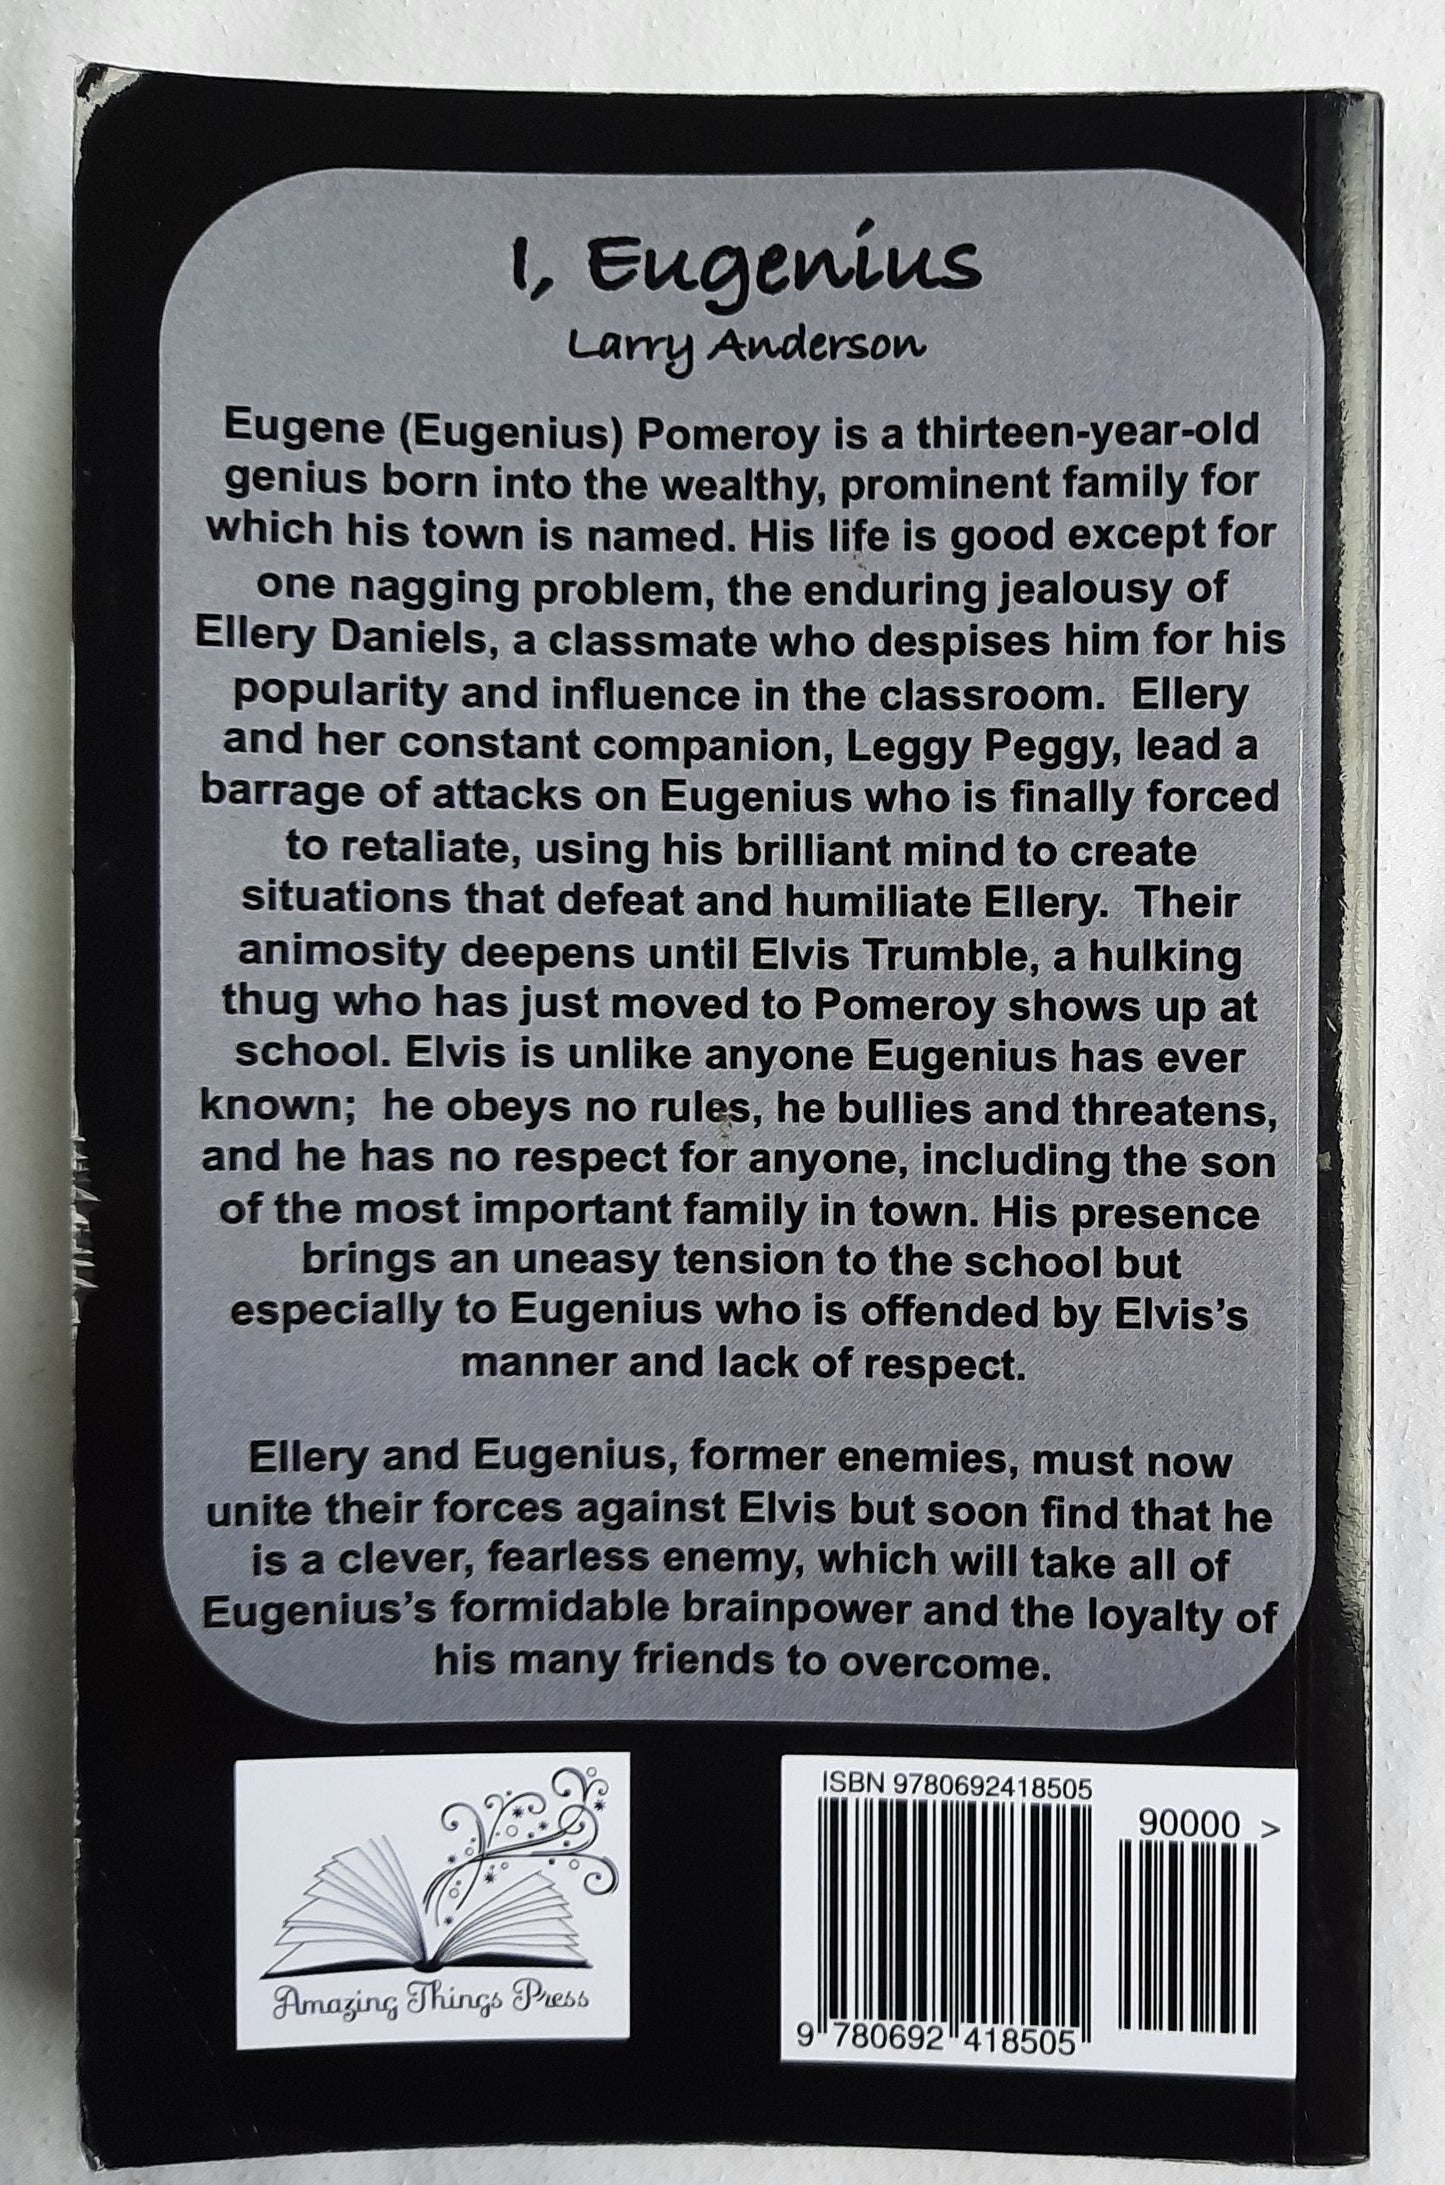 I, Eugenius
Larry Anderson
Eugene (Eugenius) Pomeroy is a thirteen-year-old
genius born into the wealthy, prominent family for
which his town is named. His life is good except for
one nagging problem, the enduring jealousy of
Ellery Daniels, a classmate who despises him for his
popularity and influence in the classroom.  Ellery
and her constant companion, Leggy Peggy, lead a
barrage of attacks on Eugenius who is finally forced
to retaliate, using his brilliant mind to create
situations that defeat and humiliate Ellery.  Their
animosity deepens until Elvis Trumble, a hulking
thug who has just moved to Pomeroy shows up at
school. Elvis is unlike anyone Eugenius has ever
known;  he obeys no rules, he bullies and threatens,
and he has no respect for anyone, including the son
of the most important family in town. His presence
brings an uneasy tension to the school but
especially to Eugenius who is offended by Elvis’s
manner and lack of respect.
Ellery and Eugenius, former enemies, must now
unite their forces against Elvis but soon find that he
is a clever, fearless enemy, which will take all of
Eugenius’s formidable brainpower and the loyalty of
his many friends to overcome.
Amazing Things Press
ISBN 9780692418505
90000 >
9 780692 418505